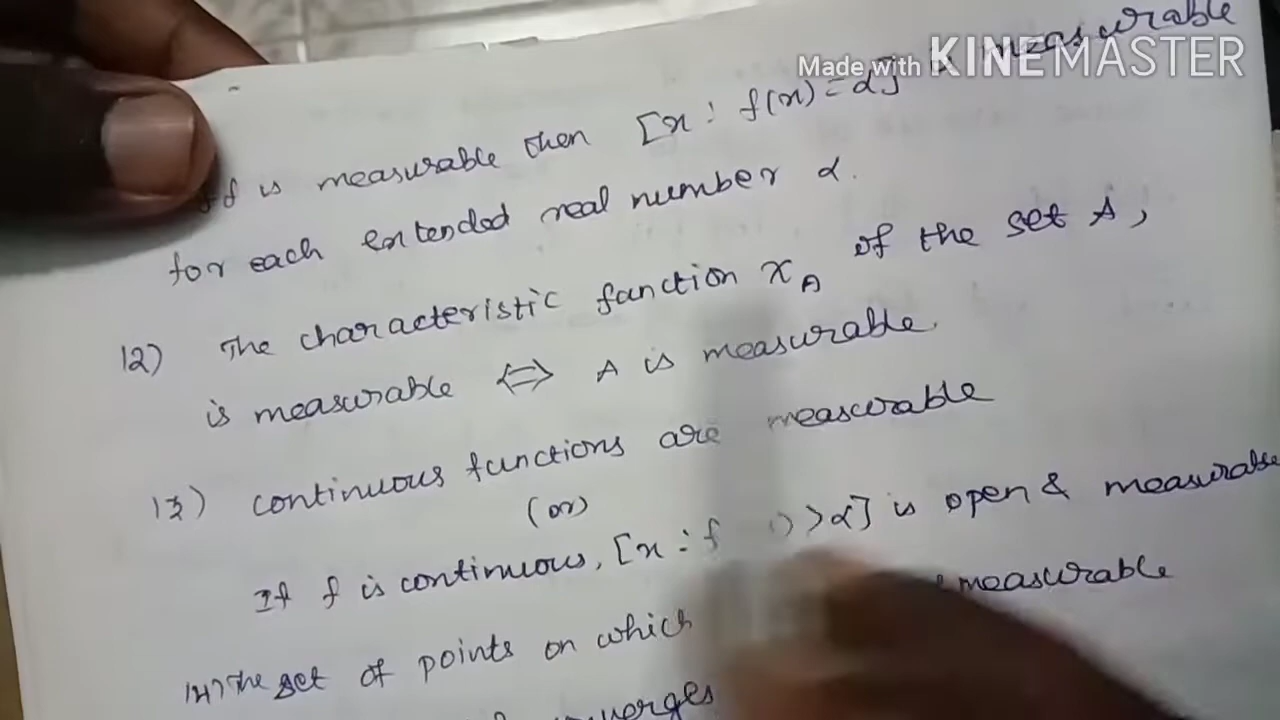 Made with KINEMASTER
If f is measurable then [x : f(x) = α] is measurable
for each extended real number α.
12) The characteristic function χA of the set A,
is measurable ⇔ A is measurable.
13) continuous functions are measurable
(or)
If f is continuous, [x : f ) > α] is open & measurable
14) The set of points on which measurable
verges